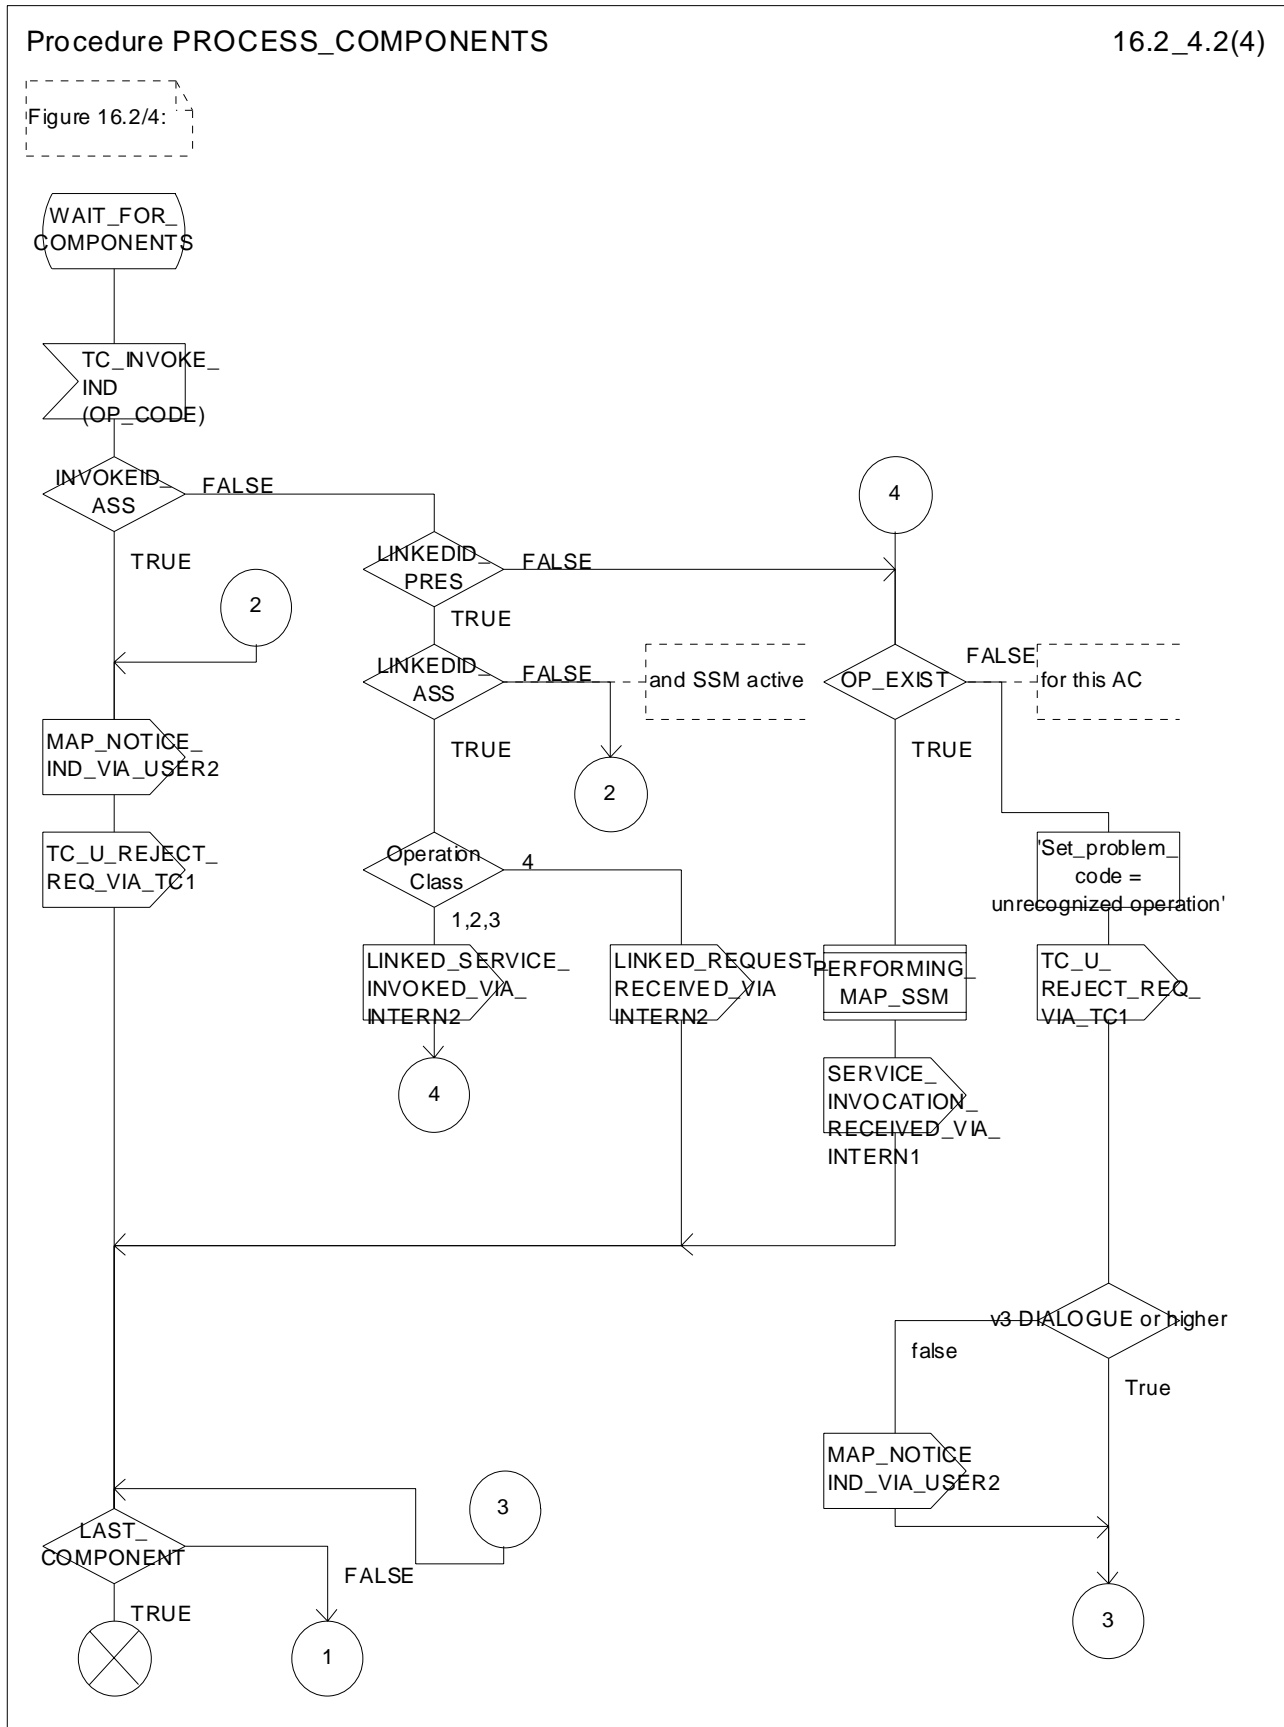 Procedure PROCESS_COMPONENTS
16.2_4.2(4)
Figure 16.2/4:
WAIT_FOR_
COMPONENTS
TC_INVOKE_
IND
(OP_CODE)
INVOKEID_
ASS
FALSE
TRUE
2
LINKEDID_
PRES
FALSE
TRUE
4
LINKEDID_
ASS
FALSE
and SSM active
TRUE
2
OP_EXIST
FALSE
for this AC
TRUE
MAP_NOTICE_
IND_VIA_USER2
TC_U_REJECT_
REQ_VIA_TC1
Operation
Class
4
1,2,3
'Set_problem_
code =
unrecognized operation'
LINKED_SERVICE_
INVOKED_VIA_
INTERN2
LINKED_REQUEST_
RECEIVED_VIA
INTERN2
PERFORMING_
MAP_SSM
TC_U_
REJECT_REQ_
VIA_TC1
4
SERVICE_
INVOCATION_
RECEIVED_VIA_
INTERN1
v3 DIALOGUE or higher
false
True
MAP_NOTICE
IND_VIA_USER2
3
LAST_
COMPONENT
FALSE
TRUE
1
3